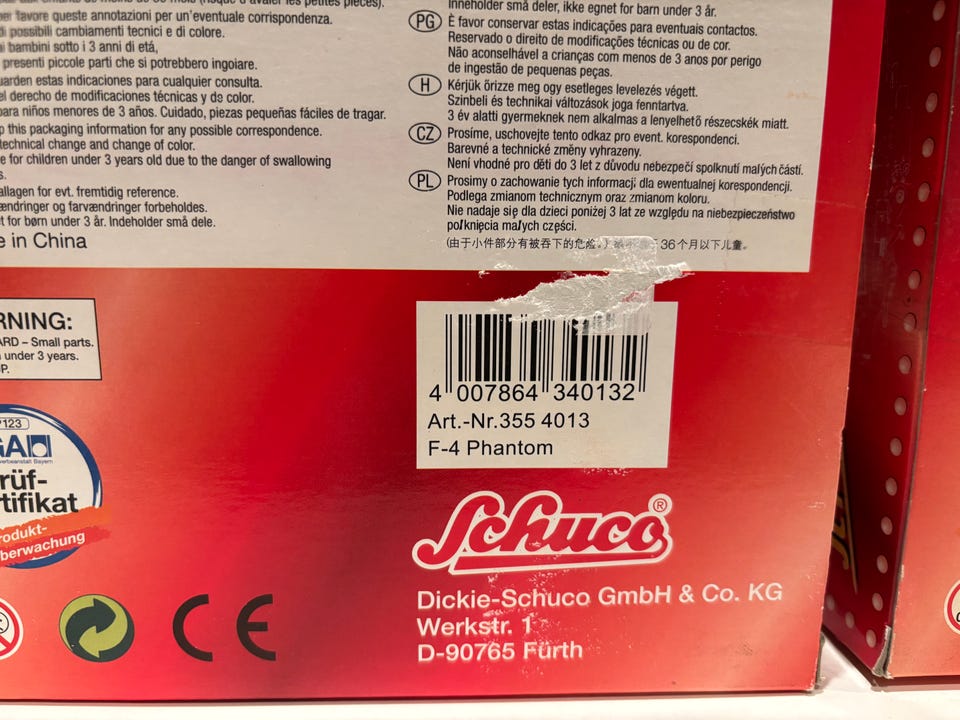 per favore queste annotazioni per un'eventuale corrispondenza.
di possibili cambiamenti tecnici e di colore.
ai bambini sotto i 3 anni di etá,
presenti piccole parti che si potrebbero ingoiare.
uarden estas indicaciones para cualquier consulta.
el derecho de modificaciones técnicas y de color.
para niños menores de 3 años. Cuidado, piezas pequeñas fáciles de tragar.
p this packaging information for any possible correspondence.
technical change and change of color.
e for children under 3 years old due to the danger of swallowing
s.
allagen for evt. fremtidig reference.
ændringer og farvændringer forbeholdes.
t for børn under 3 år. Indeholder små dele.
e in China
Inneholder små deler, ikke egnet for barn under 3 år.
PG È favor conservar estas indicações para eventuais contactos.
Reservado o direito de modificações técnicas ou de cor.
Não aconselhável a crianças com menos de 3 anos por perigo
de ingestão de pequenas peças.
H Kérjük őrizze meg ogy esetleges levelezés végett.
Szinbeli és technikai változások joga fenntartva.
3 év alatti gyermeknek nem alkalmas a lenyelhető részecskék miatt.
CZ Prosíme, uschovejte tento odkaz pro event. korespondenci.
Barevné a technické změny vyhrazeny.
Není vhodné pro děti do 3 let z důvodu nebezpečí spolknutí malých částí.
PL Prosimy o zachowanie tych informacji dla ewentualnej korespondencji.
Podlega zmianom technicznym oraz zmianom koloru.
Nie nadaje się dla dzieci poniżej 3 lat ze względu na niebezpieczeństwo
połknięcia małych części.
(由于小件部分有被吞下的危险 于36个月以下儿童。
RNING:
ARD – Small parts.
under 3 years.
P.
123
GA
werbeanstalt Bayern
rüf-
rtifikat
rodukt-
berwachung
4 007864 340132
Art.-Nr.355 4013
F-4 Phantom
Schuco®
Dickie-Schuco GmbH & Co. KG
Werkstr. 1
D-90765 Fürth
CE